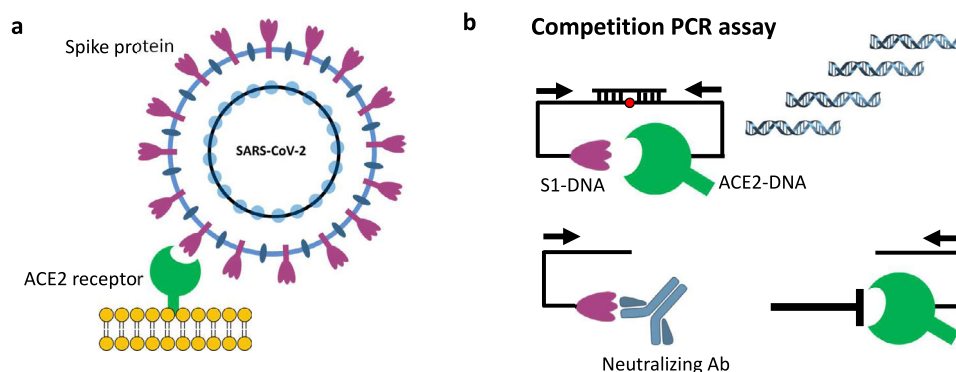 a
Spike protein
SARS-CoV-2
ACE2 receptor
b
Competition PCR assay
S1-DNA
ACE2-DNA
Neutralizing Ab